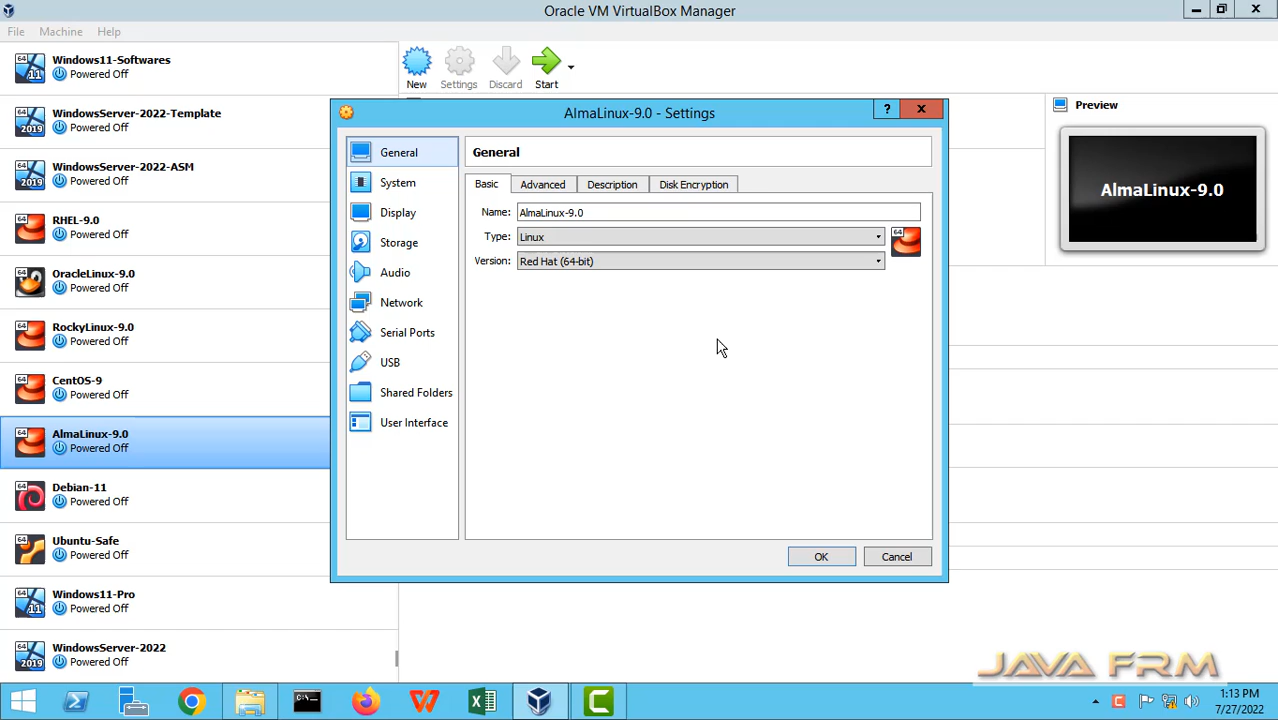 Oracle VM VirtualBox Manager
File Machine Help
Windows11-Softwares
Powered Off
WindowsServer-2022-Template
Powered Off
WindowsServer-2022-ASM
Powered Off
RHEL-9.0
Powered Off
OracleLinux-9.0
Powered Off
RockyLinux-9.0
Powered Off
CentOS-9
Powered Off
AlmaLinux-9.0
Powered Off
Debian-11
Powered Off
Ubuntu-Safe
Powered Off
Windows11-Pro
Powered Off
WindowsServer-2022
Powered Off
New Settings Discard Start
AlmaLinux-9.0 - Settings
?
General
System
Display
Storage
Audio
Network
Serial Ports
USB
Shared Folders
User Interface
General
Basic Advanced Description Disk Encryption
Name: AlmaLinux-9.0
Type: Linux
Version: Red Hat (64-bit)
64
OK Cancel
Preview
AlmaLinux-9.0
JAVA FRM
1:13 PM
7/27/2022